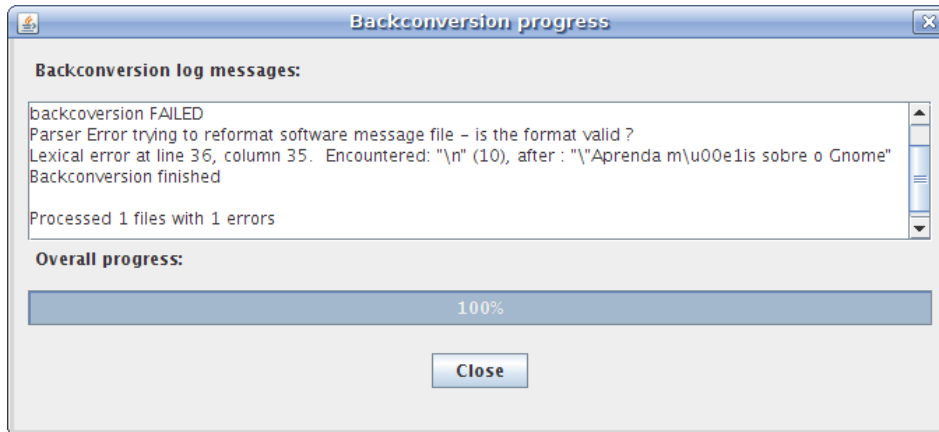 Backconversion progress
Backconversion log messages:
backcoversion FAILED
Parser Error trying to reformat software message file – is the format valid ?
Lexical error at line 36, column 35.  Encountered: "\n" (10), after : "\"Aprenda m\u00e1is sobre o Gnome"
Backconversion finished
Processed 1 files with 1 errors
Overall progress:
100%
Close